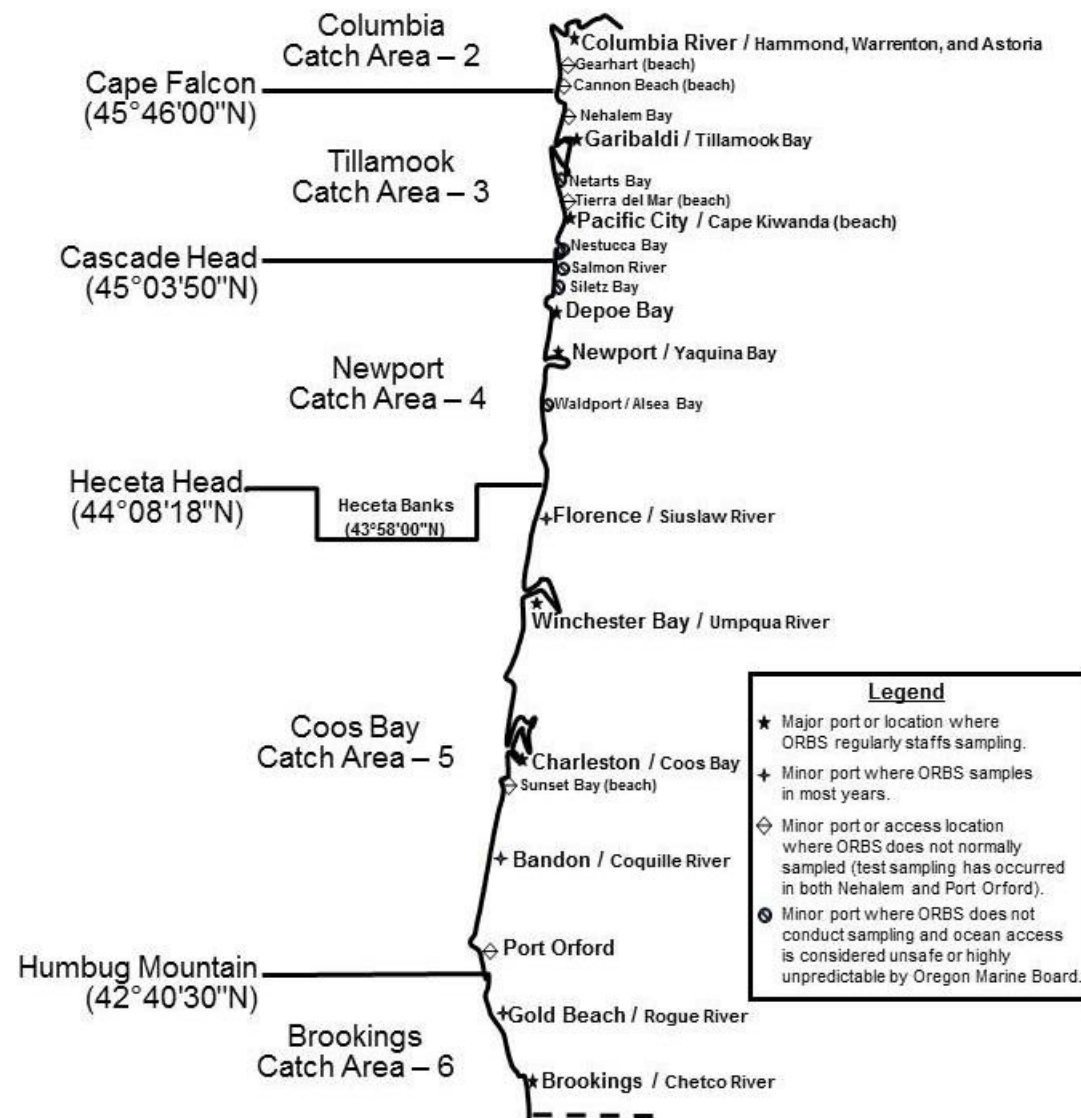 Columbia
Catch Area – 2
Columbia River / Hammond, Warrenton, and Astoria
Gearhart (beach)
Cape Falcon
(45°46'00"N)
Cannon Beach (beach)
Nehalem Bay
Garibaldi / Tillamook Bay
Tillamook
Catch Area – 3
Netarts Bay
Tierra del Mar (beach)
Pacific City / Cape Kiwanda (beach)
Nestucca Bay
Cascade Head
(45°03'50"N)
Salmon River
Siletz Bay
Depoe Bay
Newport / Yaquina Bay
Newport
Catch Area – 4
Waldport / Alsea Bay
Heceta Head
(44°08'18"N)
Heceta Banks
(43°58'00"N)
Florence / Siuslaw River
Winchester Bay / Umpqua River
Coos Bay
Catch Area – 5
Charleston / Coos Bay
Sunset Bay (beach)
Bandon / Coquille River
Port Orford
Humbug Mountain
(42°40'30"N)
Gold Beach / Rogue River
Brookings
Catch Area – 6
Brookings / Chetco River
Legend
Major port or location where
ORBS regularly staffs sampling.
Minor port where ORBS samples
in most years.
Minor port or access location
where ORBS does not normally
sampled (test sampling has occurred
in both Nehalem and Port Orford).
Minor port where ORBS does not
conduct sampling and ocean access
is considered unsafe or highly
unpredictable by Oregon Marine Board.